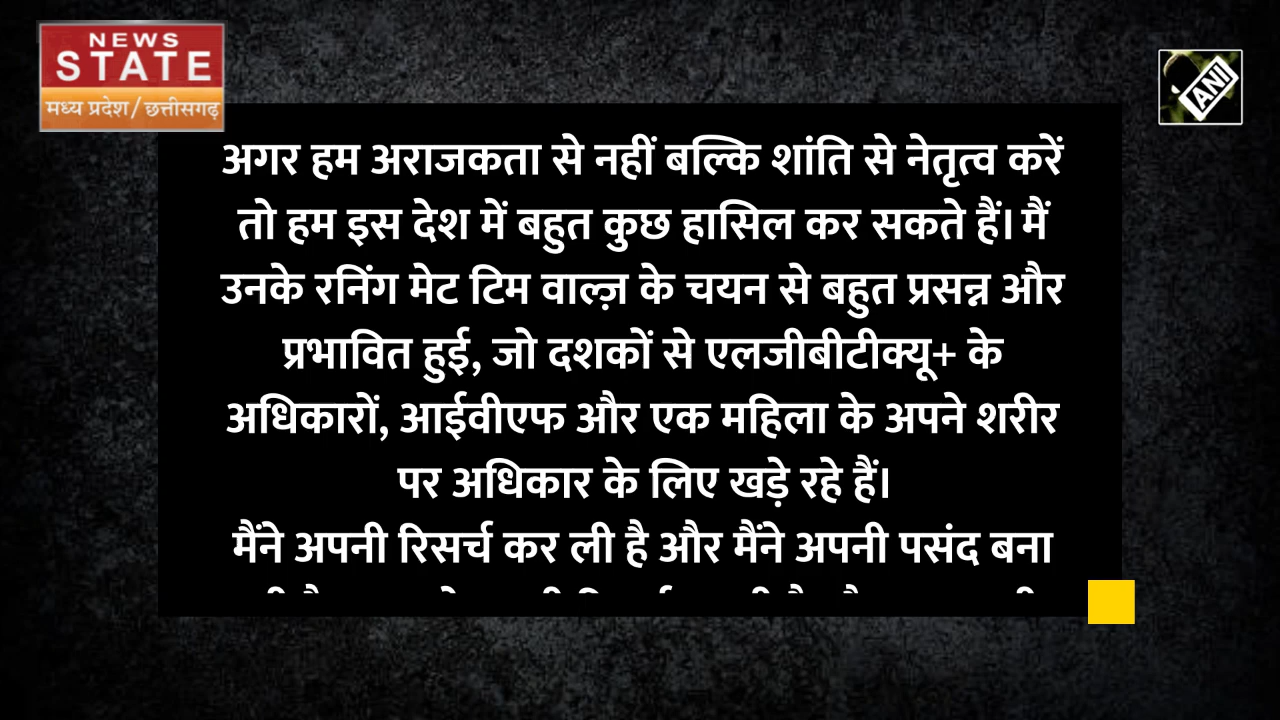 NEWS
STATE
मध्य प्रदेश/ छत्तीसगढ़
ANI
अगर हम अराजकता से नहीं बल्कि शांति से नेतृत्व करें
तो हम इस देश में बहुत कुछ हासिल कर सकते हैं। मैं
उनके रनिंग मेट टिम वाल्ज़ के चयन से बहुत प्रसन्न और
प्रभावित हुई, जो दशकों से एलजीबीटीक्यू+ के
अधिकारों, आईवीएफ और एक महिला के अपने शरीर
पर अधिकार के लिए खड़े रहे हैं।
मैंने अपनी रिसर्च कर ली है और मैंने अपनी पसंद बना